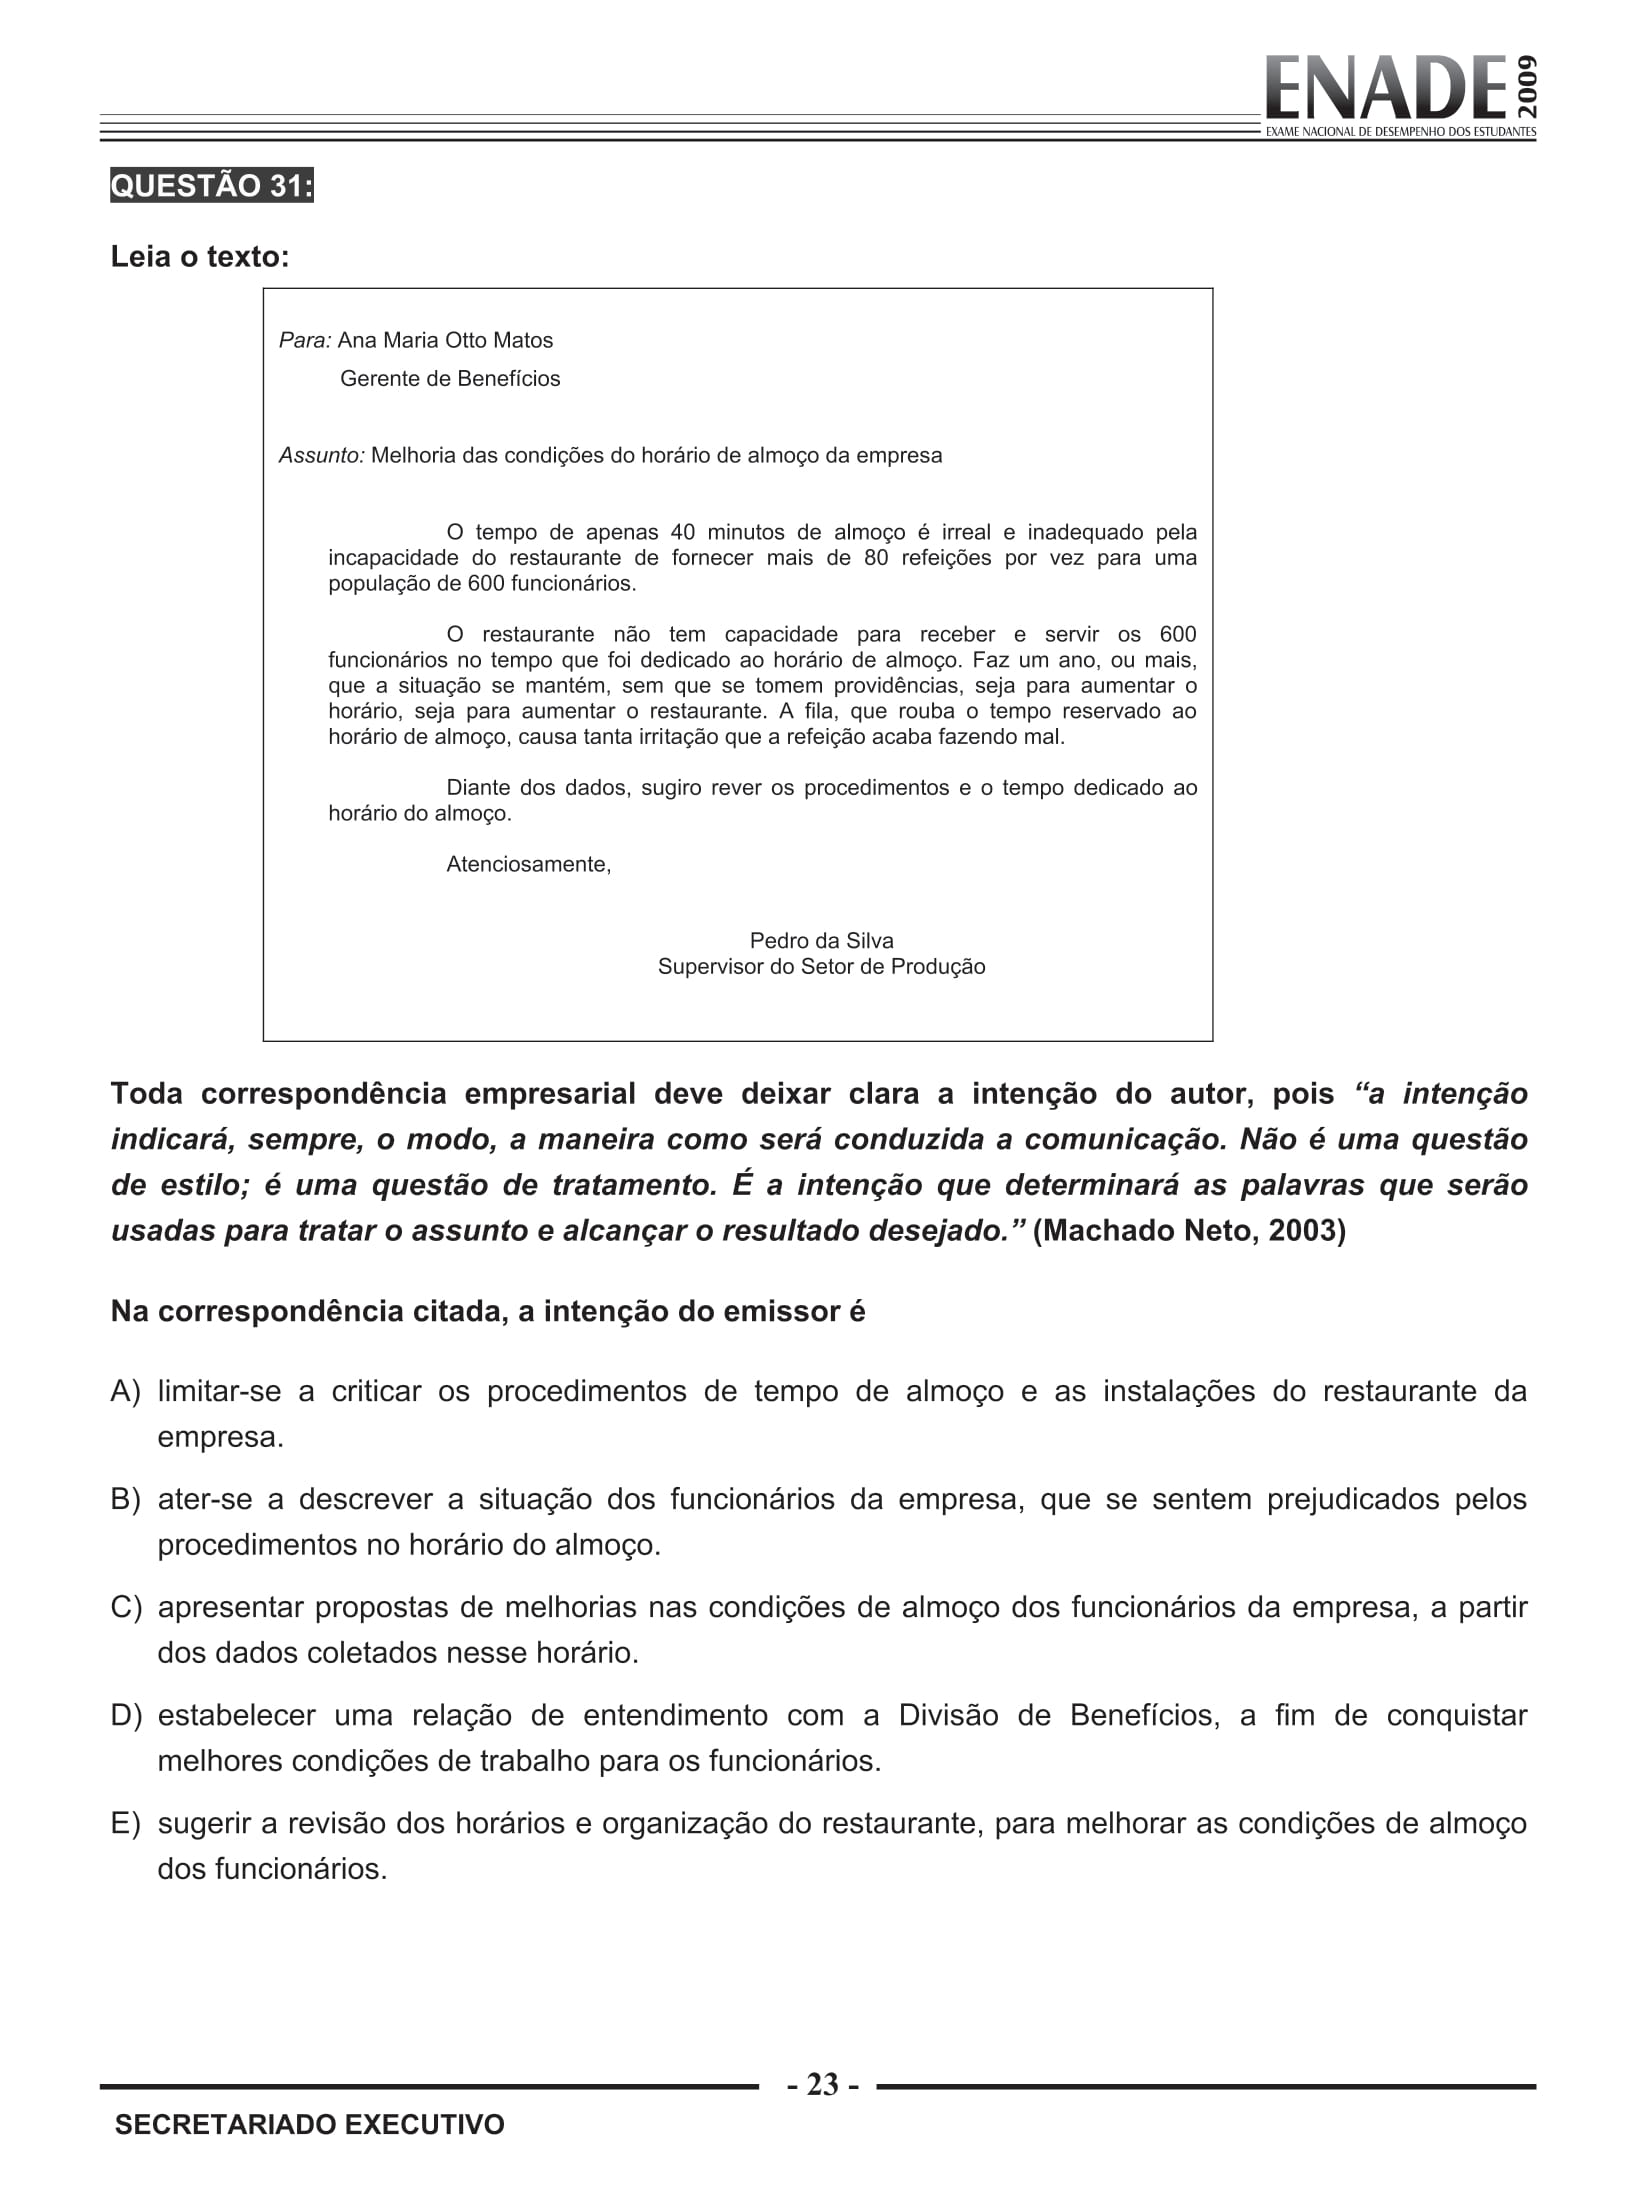 ENADE 2009
EXAME NACIONAL DE DESEMPENHO DOS ESTUDANTES
QUESTÃO 31:
Leia o texto:
Para: Ana Maria Otto Matos
Gerente de Benefícios
Assunto: Melhoria das condições do horário de almoço da empresa
O tempo de apenas 40 minutos de almoço é irreal e inadequado pela
incapacidade do restaurante de fornecer mais de 80 refeições por vez para uma
população de 600 funcionários.
O restaurante não tem capacidade para receber e servir os 600
funcionários no tempo que foi dedicado ao horário de almoço. Faz um ano, ou mais,
que a situação se mantém, sem que se tomem providências, seja para aumentar o
horário, seja para aumentar o restaurante. A fila, que rouba o tempo reservado ao
horário de almoço, causa tanta irritação que a refeição acaba fazendo mal.
Diante dos dados, sugiro rever os procedimentos e o tempo dedicado ao
horário do almoço.
Atenciosamente,
Pedro da Silva
Supervisor do Setor de Produção
Toda correspondência empresarial deve deixar clara a intenção do autor, pois “a intenção
indicará, sempre, o modo, a maneira como será conduzida a comunicação. Não é uma questão
de estilo; é uma questão de tratamento. É a intenção que determinará as palavras que serão
usadas para tratar o assunto e alcançar o resultado desejado.” (Machado Neto, 2003)
Na correspondência citada, a intenção do emissor é
A) limitar-se a criticar os procedimentos de tempo de almoço e as instalações do restaurante da
empresa.
B) ater-se a descrever a situação dos funcionários da empresa, que se sentem prejudicados pelos
procedimentos no horário do almoço.
C) apresentar propostas de melhorias nas condições de almoço dos funcionários da empresa, a partir
dos dados coletados nesse horário.
D) estabelecer uma relação de entendimento com a Divisão de Benefícios, a fim de conquistar
melhores condições de trabalho para os funcionários.
E) sugerir a revisão dos horários e organização do restaurante, para melhorar as condições de almoço
dos funcionários.
- 23 -
SECRETARIADO EXECUTIVO